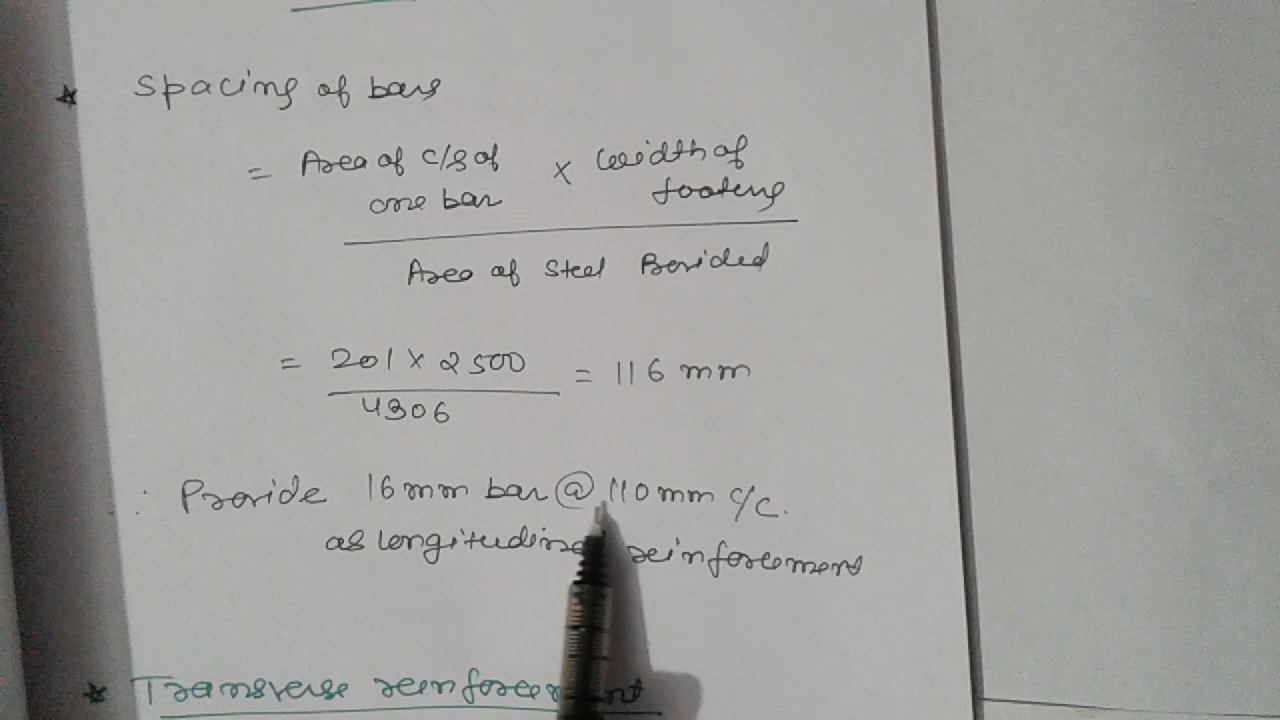 Spacing of bars
= Area of c/s of one bar × width of footing
Area of Steel Provided
= 201 × 2500 = 116 mm
4306
∴ Provide 16 mm bar @ 110 mm c/c.
as longitudinal reinforcement
Transverse reinforcement